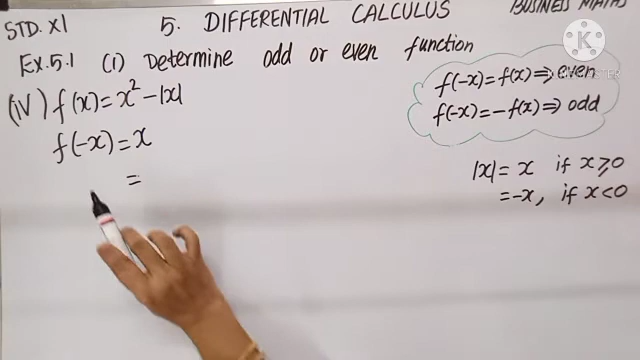 STD. XI 5. DIFFERENTIAL CALCULUS BUSINESS MATHS
Ex.5.1 (1) Determine odd or even function
(iv) f(x) = x² - |x|
f(-x) = x
=
f(-x) = f(x) ⇒ even
f(-x) = -f(x) ⇒ odd
|x| = x if x ≥ 0
= -x, if x < 0
K